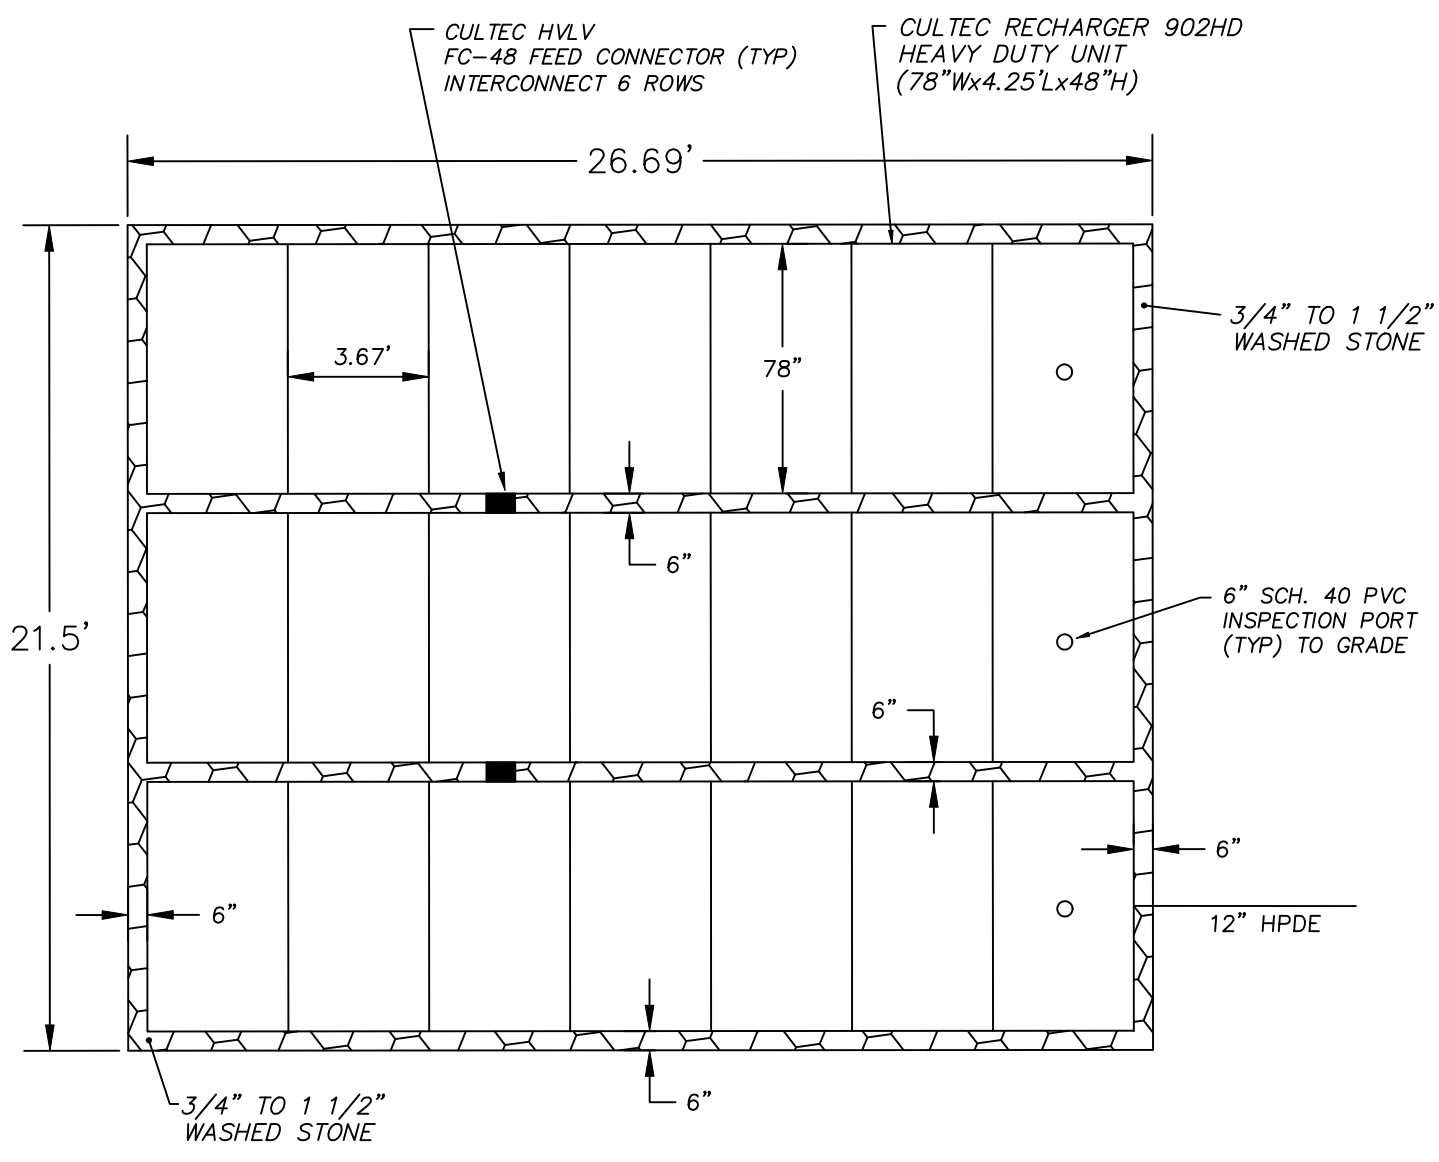 CULTEC HVLV
FC-48 FEED CONNECTOR (TYP)
INTERCONNECT 6 ROWS
CULTEC RECHARGER 902HD
HEAVY DUTY UNIT
(78"Wx4.25'Lx48"H)
26.69'
3/4" TO 1 1/2"
WASHED STONE
3.67'
78"
6"
6" SCH. 40 PVC
INSPECTION PORT
(TYP) TO GRADE
21.5'
6"
6"
6"
12" HPDE
6"
3/4" TO 1 1/2"
WASHED STONE